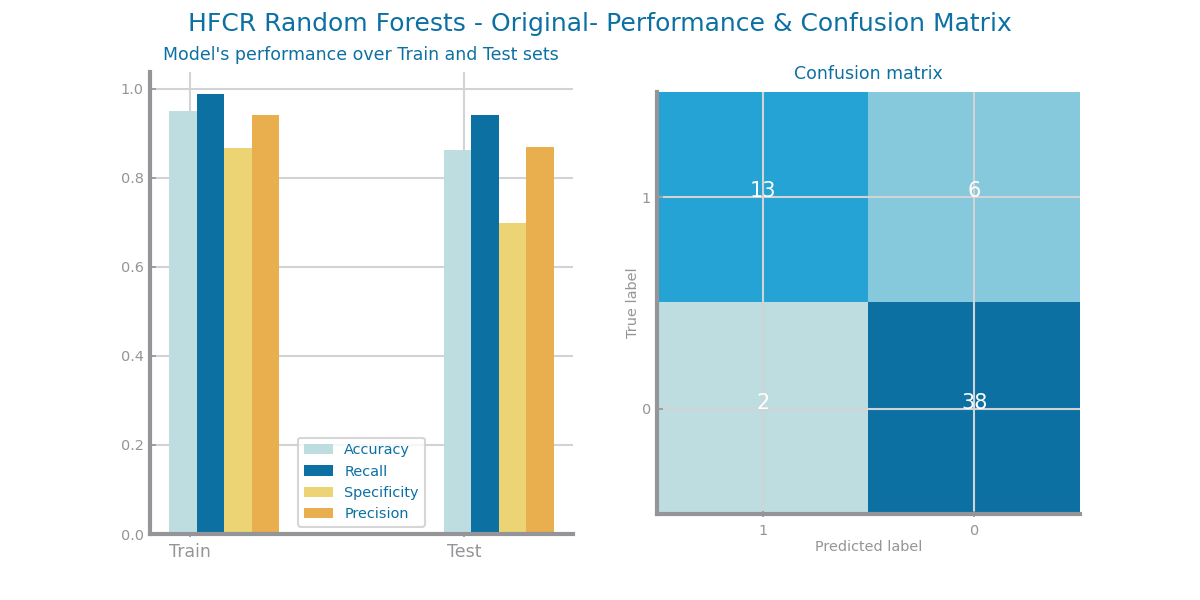 HFCR Random Forests - Original- Performance & Confusion Matrix
Model's performance over Train and Test sets
1.0
0.8
0.6
0.4
0.2
0.0
Train Test
Accuracy
Recall
Specificity
Precision
Confusion matrix
True label
1
0
13 6
2 38
1 0
Predicted label